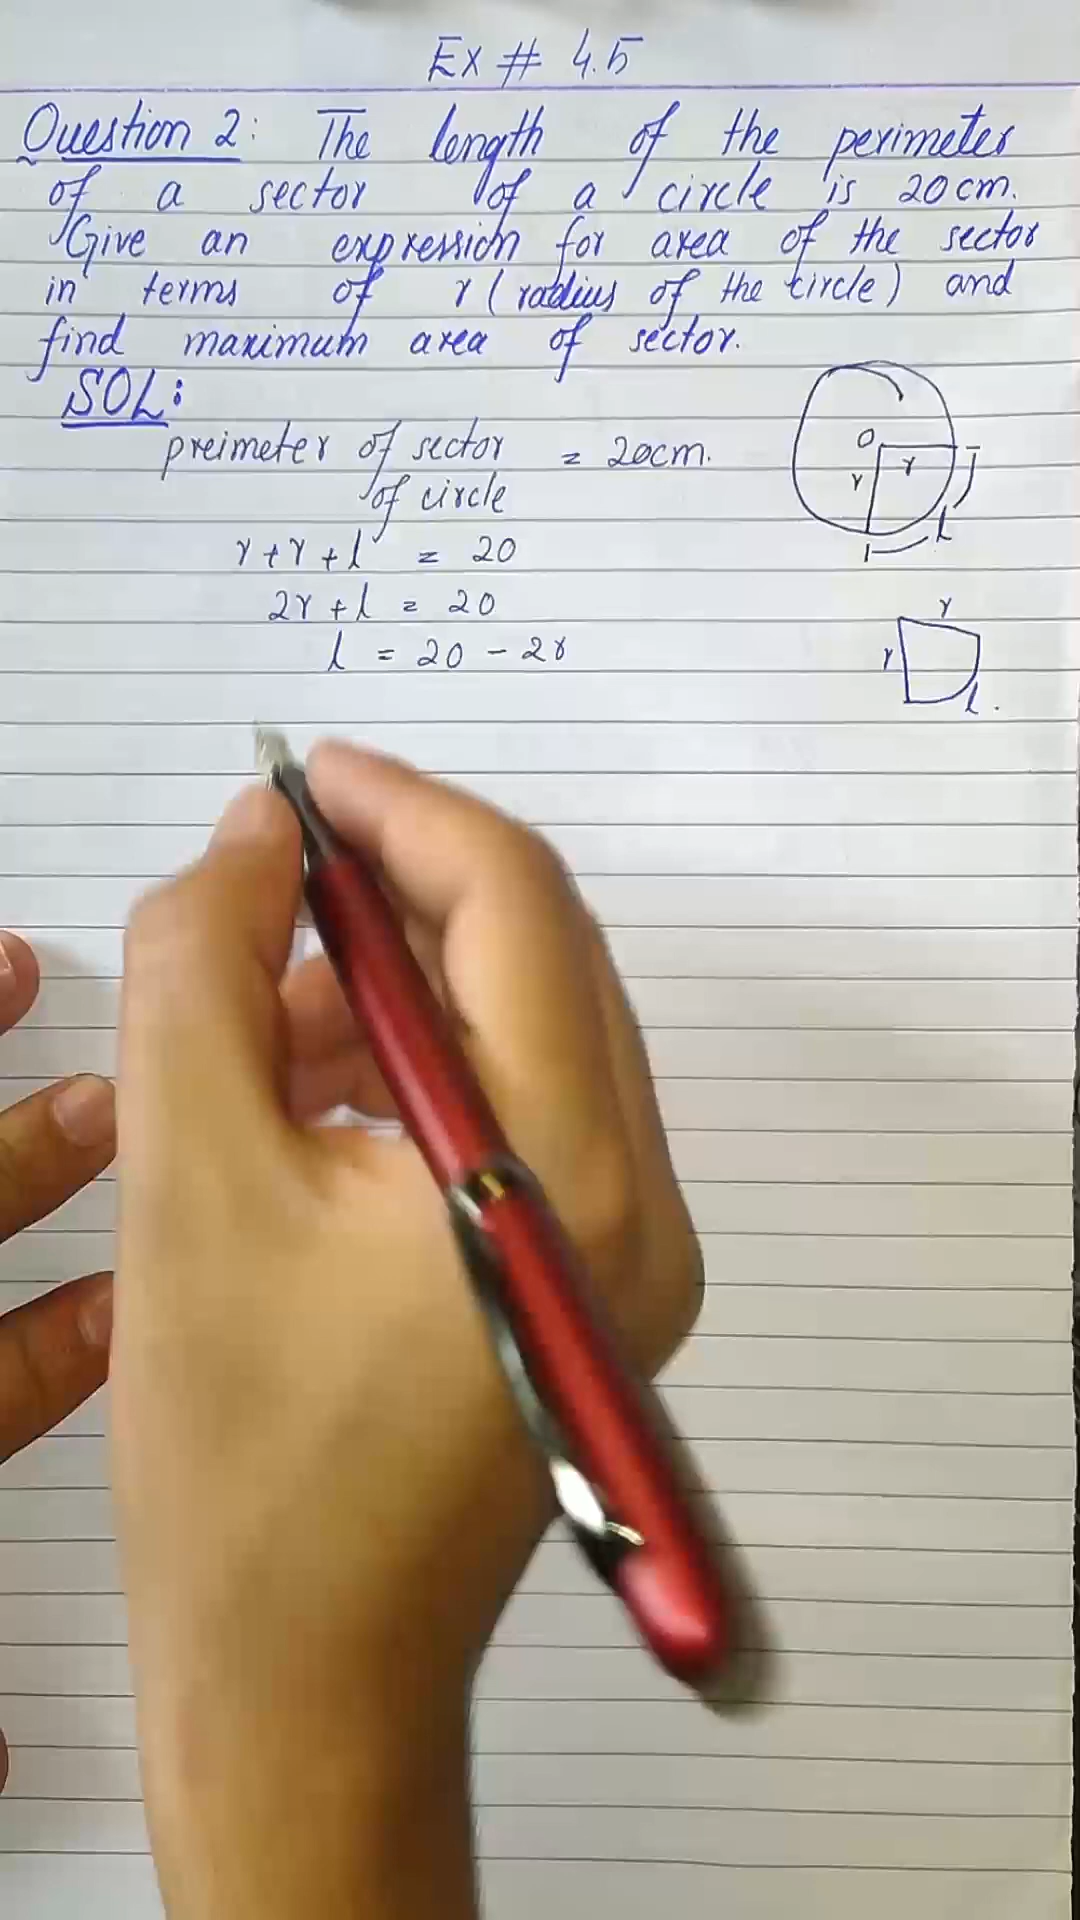 Ex # 4.5
Question 2: The length of the perimeter
of a sector of a circle is 20cm.
Give an expression for area of the sector
in terms of r (radius of the circle) and
find maximum area of sector.
SOL:
preimeter of sector = 20cm.
of circle
O
r
r
l
r + r + l = 20
2r + l = 20
l = 20 - 2r
r
r
l.